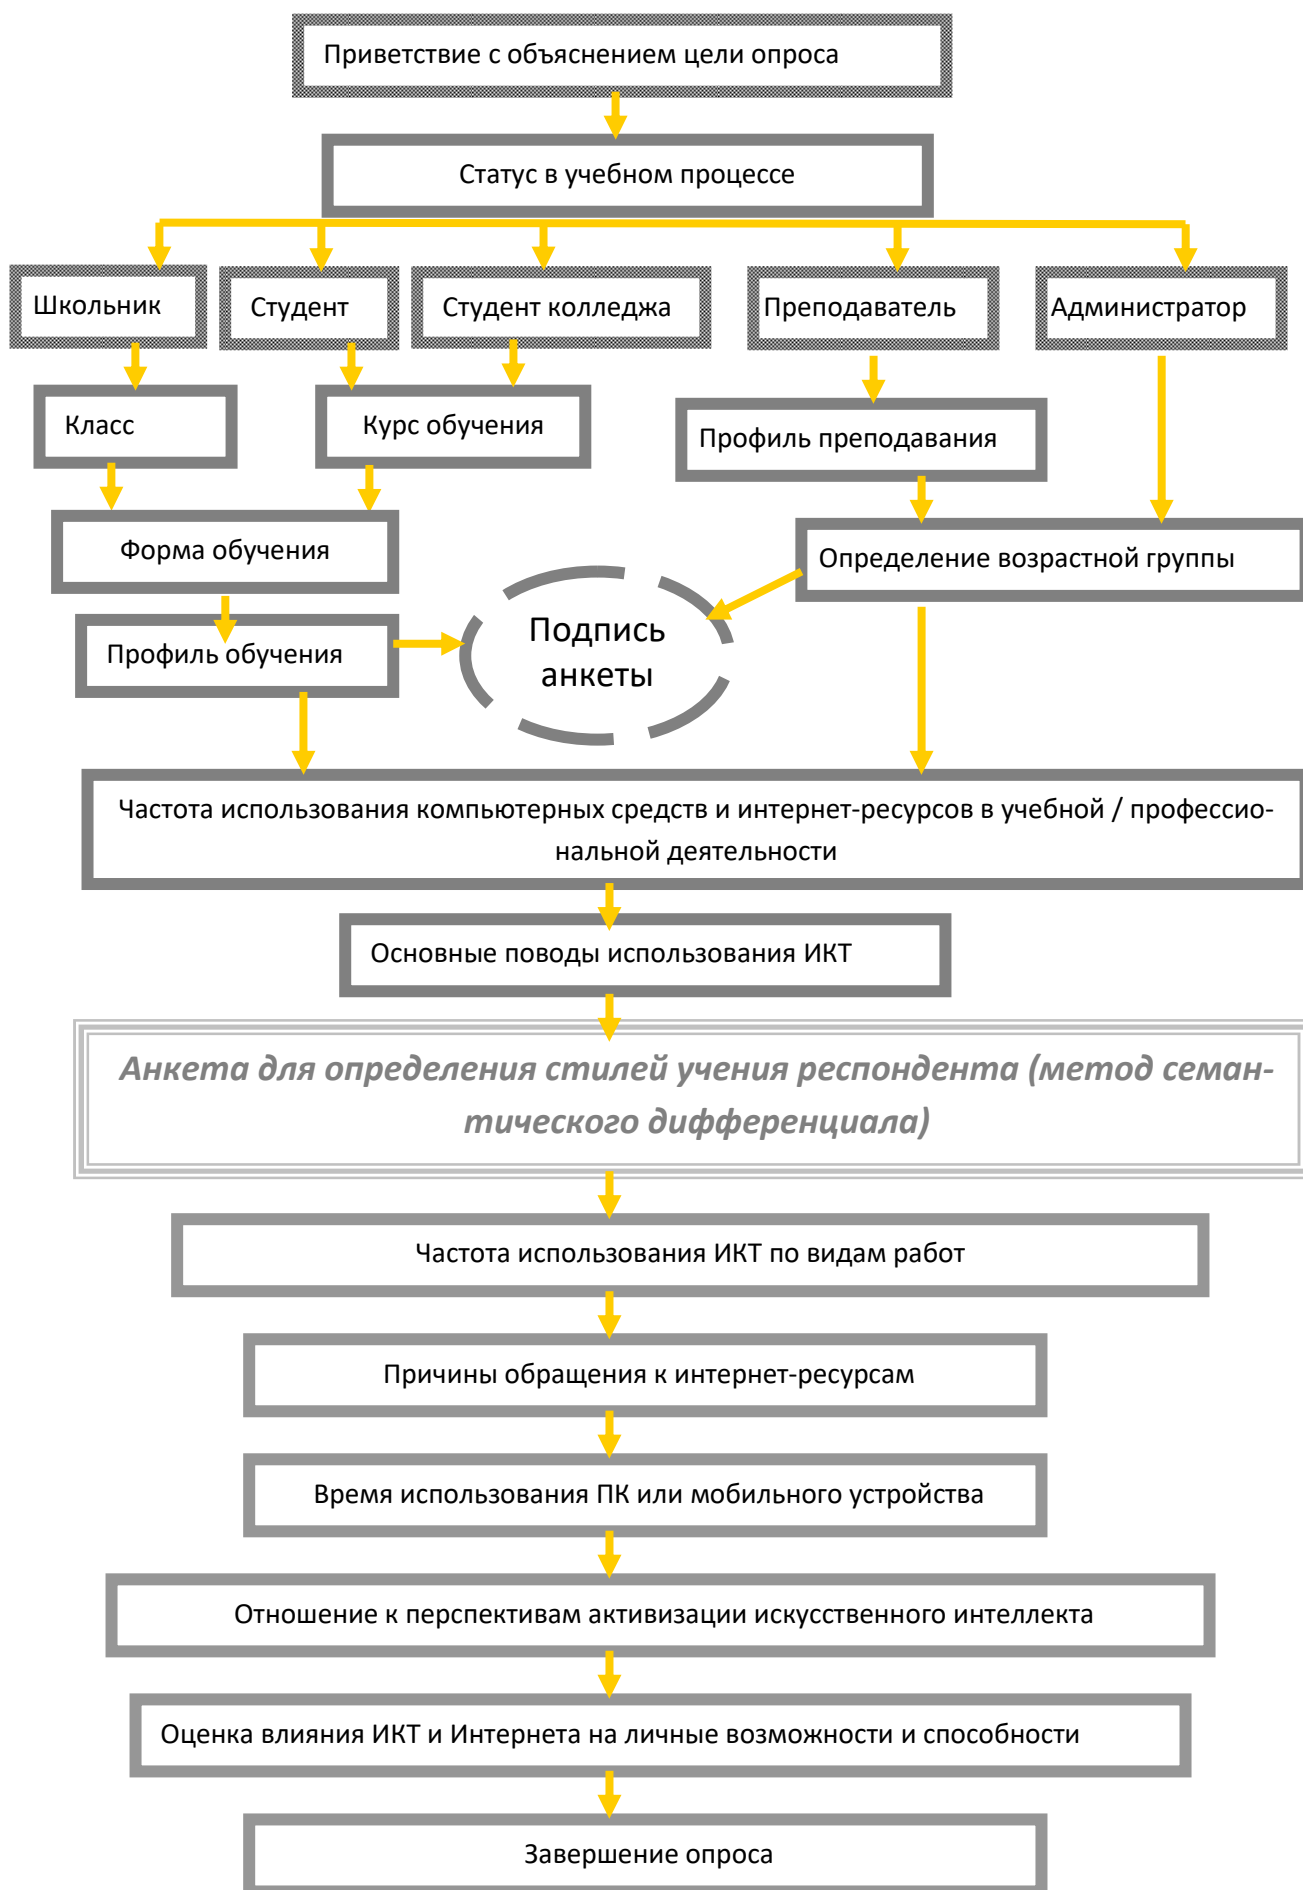 Приветствие с объяснением цели опроса
Статус в учебном процессе
Школьник
Студент
Студент колледжа
Преподаватель
Администратор
Класс
Курс обучения
Профиль преподавания
Форма обучения
Определение возрастной группы
Подпись
анкеты
Профиль обучения
Частота использования компьютерных средств и интернет-ресурсов в учебной / профессио-
нальной деятельности
Основные поводы использования ИКТ
Анкета для определения стилей учения респондента (метод семан-
тического дифференциала)
Частота использования ИКТ по видам работ
Причины обращения к интернет-ресурсам
Время использования ПК или мобильного устройства
Отношение к перспективам активизации искусственного интеллекта
Оценка влияния ИКТ и Интернета на личные возможности и способности
Завершение опроса